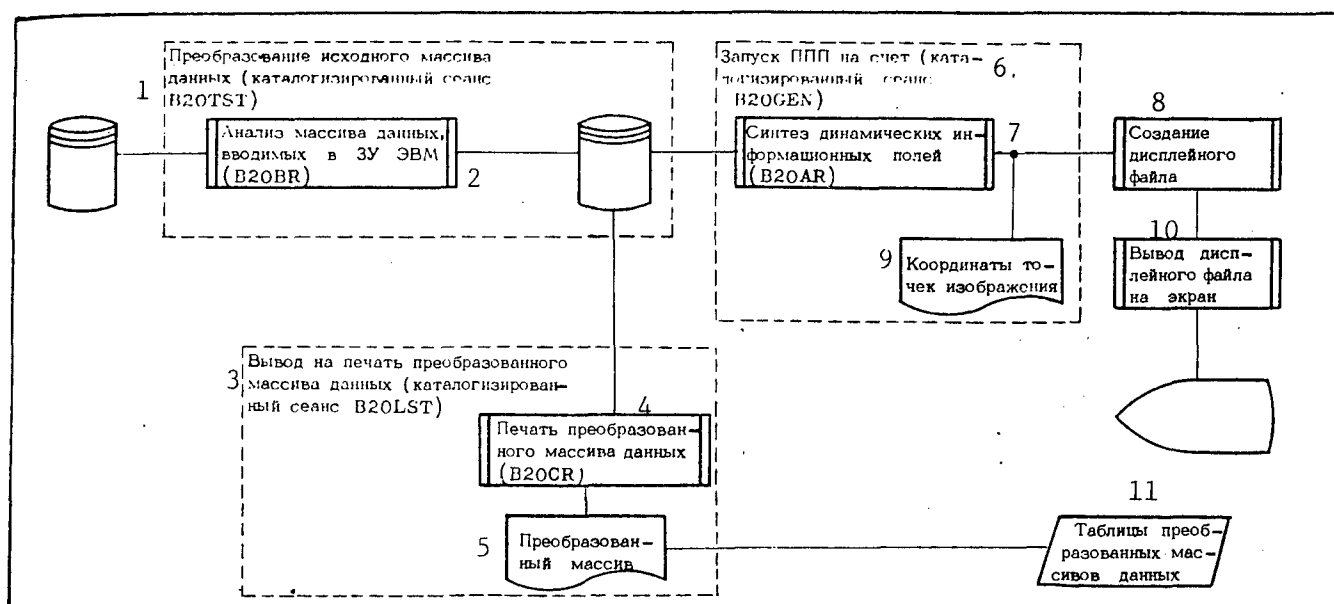 1
Преобразование исходного массива
данных (каталогизированный сеанс
B20TST)
Анализ массива данных,
вводимых в ЗУ ЭВМ
(B20BR)
2
3
Вывод на печать преобразованного
массива данных (каталогизирован-
ный сеанс B20LST)
4
Печать преобразован-
ного массива данных
(B20CR)
5
Преобразован-
ный массив
Запуск ППП на счет (ката-
логизированный сеанс
B20GEN)
6.
Синтез динамических ин-
формационных полей
(B20AR)
7
8
Создание
дисплейного
файла
9
Координаты то-
чек изображения
10
Вывод дисп-
лейного файла
на экран
11
Таблицы преоб-
разованных мас-
сивов данных